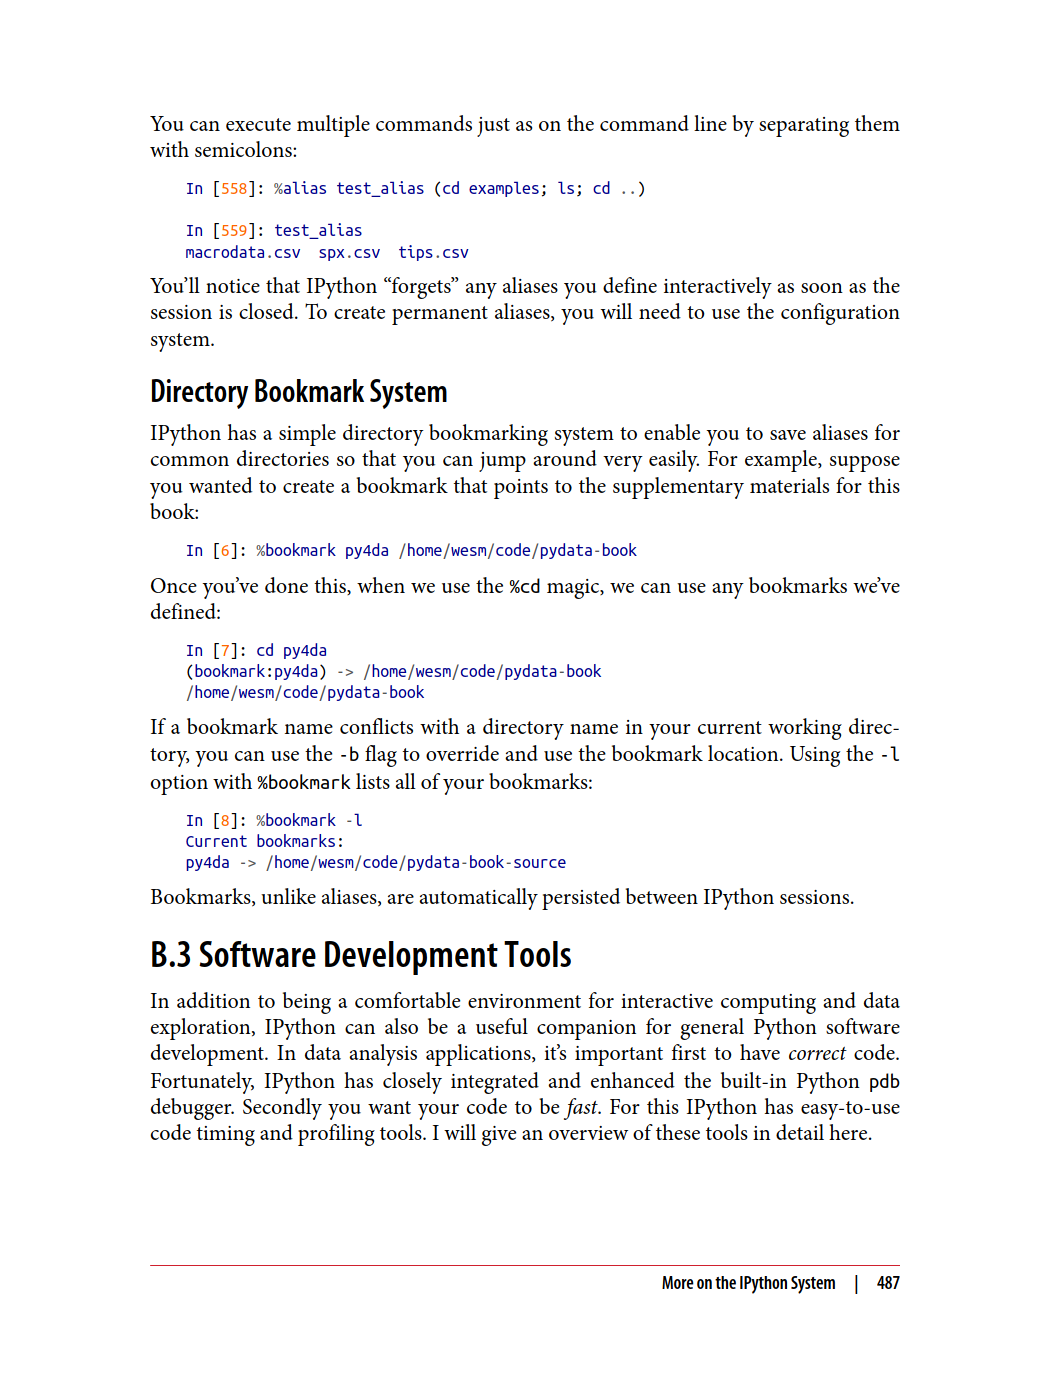 You can execute multiple commands just as on the command line by separating them
with semicolons:
In [558]: %alias test_alias (cd examples; ls; cd ..)
In [559]: test_alias
macrodata.csv  spx.csv  tips.csv
You’ll notice that IPython “forgets” any aliases you define interactively as soon as the
session is closed. To create permanent aliases, you will need to use the configuration
system.
Directory Bookmark System
IPython has a simple directory bookmarking system to enable you to save aliases for
common directories so that you can jump around very easily. For example, suppose
you wanted to create a bookmark that points to the supplementary materials for this
book:
In [6]: %bookmark py4da /home/wesm/code/pydata-book
Once you’ve done this, when we use the %cd magic, we can use any bookmarks we’ve
defined:
In [7]: cd py4da
(bookmark:py4da) -> /home/wesm/code/pydata-book
/home/wesm/code/pydata-book
If a bookmark name conflicts with a directory name in your current working direc-
tory, you can use the -b flag to override and use the bookmark location. Using the -l
option with %bookmark lists all of your bookmarks:
In [8]: %bookmark -l
Current bookmarks:
py4da -> /home/wesm/code/pydata-book-source
Bookmarks, unlike aliases, are automatically persisted between IPython sessions.
B.3 Software Development Tools
In addition to being a comfortable environment for interactive computing and data
exploration, IPython can also be a useful companion for general Python software
development. In data analysis applications, it’s important first to have correct code.
Fortunately, IPython has closely integrated and enhanced the built-in Python pdb
debugger. Secondly you want your code to be fast. For this IPython has easy-to-use
code timing and profiling tools. I will give an overview of these tools in detail here.
More on the IPython System | 487